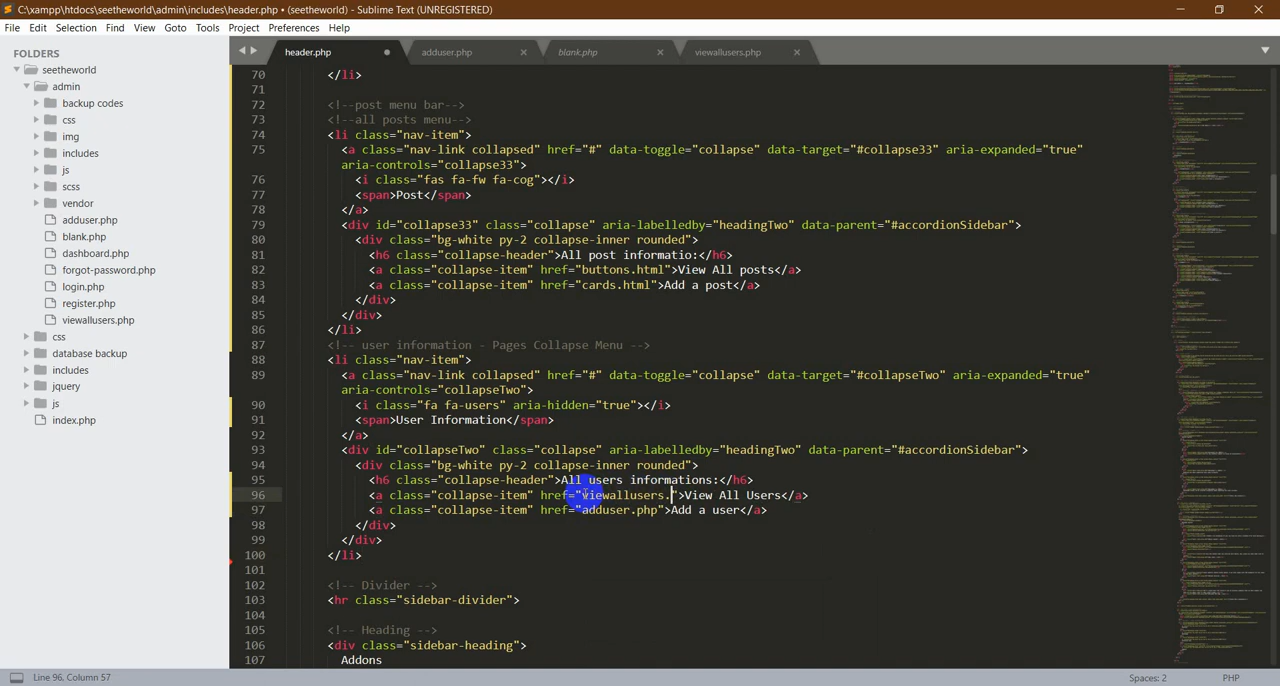 C:\xampp\htdocs\seetheworld\admin\includes\header.php • (seetheworld) - Sublime Text (UNREGISTERED)
File Edit Selection Find View Goto Tools Project Preferences Help
FOLDERS
seetheworld
admin
backup codes
css
img
includes
js
scss
vendor
adduser.php
blank.php
dashboard.php
forgot-password.php
login.php
register.php
viewallusers.php
css
database backup
includes
jquery
js
index.php
header.php adduser.php blank.php viewallusers.php
70 </li>
71
72 <!--post menu bar-->
73 <!--all posts menu-->
74 <li class="nav-item">
75 <a class="nav-link collapsed" href="#" data-toggle="collapse" data-target="#collapse33" aria-expanded="true"
aria-controls="collapse33">
76 <i class="fas fa-fw fa-cog"></i>
77 <span>Post</span>
78 </a>
79 <div id="collapse33" class="collapse" aria-labelledby="headingTwo" data-parent="#accordionSidebar">
80 <div class="bg-white py-2 collapse-inner rounded">
81 <h6 class="collapse-header">All post informatio:</h6>
82 <a class="collapse-item" href="buttons.html">View All posts</a>
83 <a class="collapse-item" href="cards.html">Add a post</a>
84 </div>
85 </div>
86 </li>
87 <!-- user information - Pages Collapse Menu -->
88 <li class="nav-item">
89 <a class="nav-link collapsed" href="#" data-toggle="collapse" data-target="#collapseTwo" aria-expanded="true"
aria-controls="collapseTwo">
90 <i class="fa fa-users" aria-hidden="true"></i>
91 <span>User Information</span>
92 </a>
93 <div id="collapseTwo" class="collapse" aria-labelledby="headingTwo" data-parent="#accordionSidebar">
94 <div class="bg-white py-2 collapse-inner rounded">
95 <h6 class="collapse-header">All users informations:</h6>
96 <a class="collapse-item" href="viewallusers.">View All Users</a>
97 <a class="collapse-item" href="adduser.php">Add a user</a>
98 </div>
99 </div>
100 </li>
101
102 <!-- Divider -->
103 <hr class="sidebar-divider">
104
105 <!-- Heading -->
106 <div class="sidebar-heading">
107 Addons
Line 96, Column 57 Spaces: 2 PHP